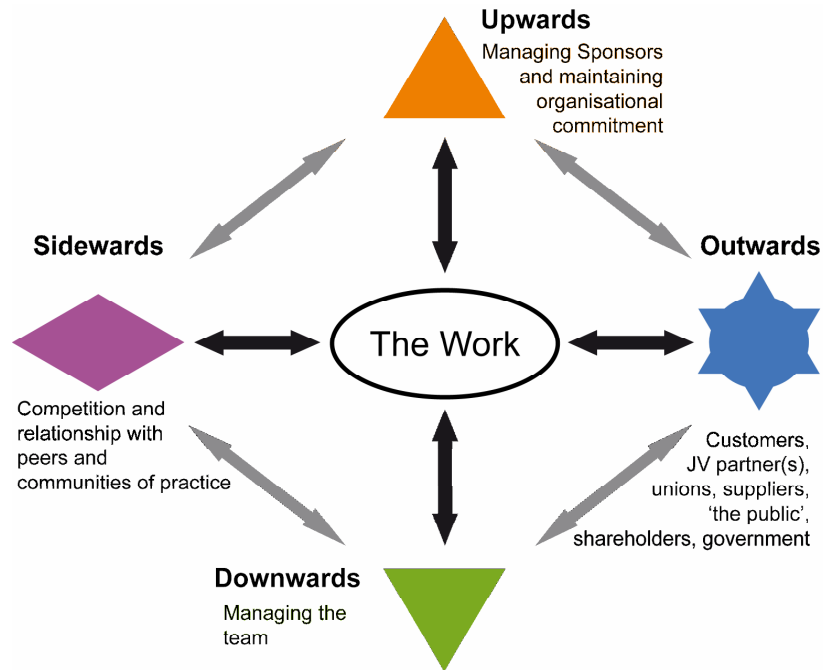 Upwards
Managing Sponsors
and maintaining
organisational
commitment
Sidewards
Outwards
The Work
Competition and
relationship with
peers and
communities of practice
Customers,
JV partner(s),
unions, suppliers,
‘the public’,
shareholders, government
Downwards
Managing the
team